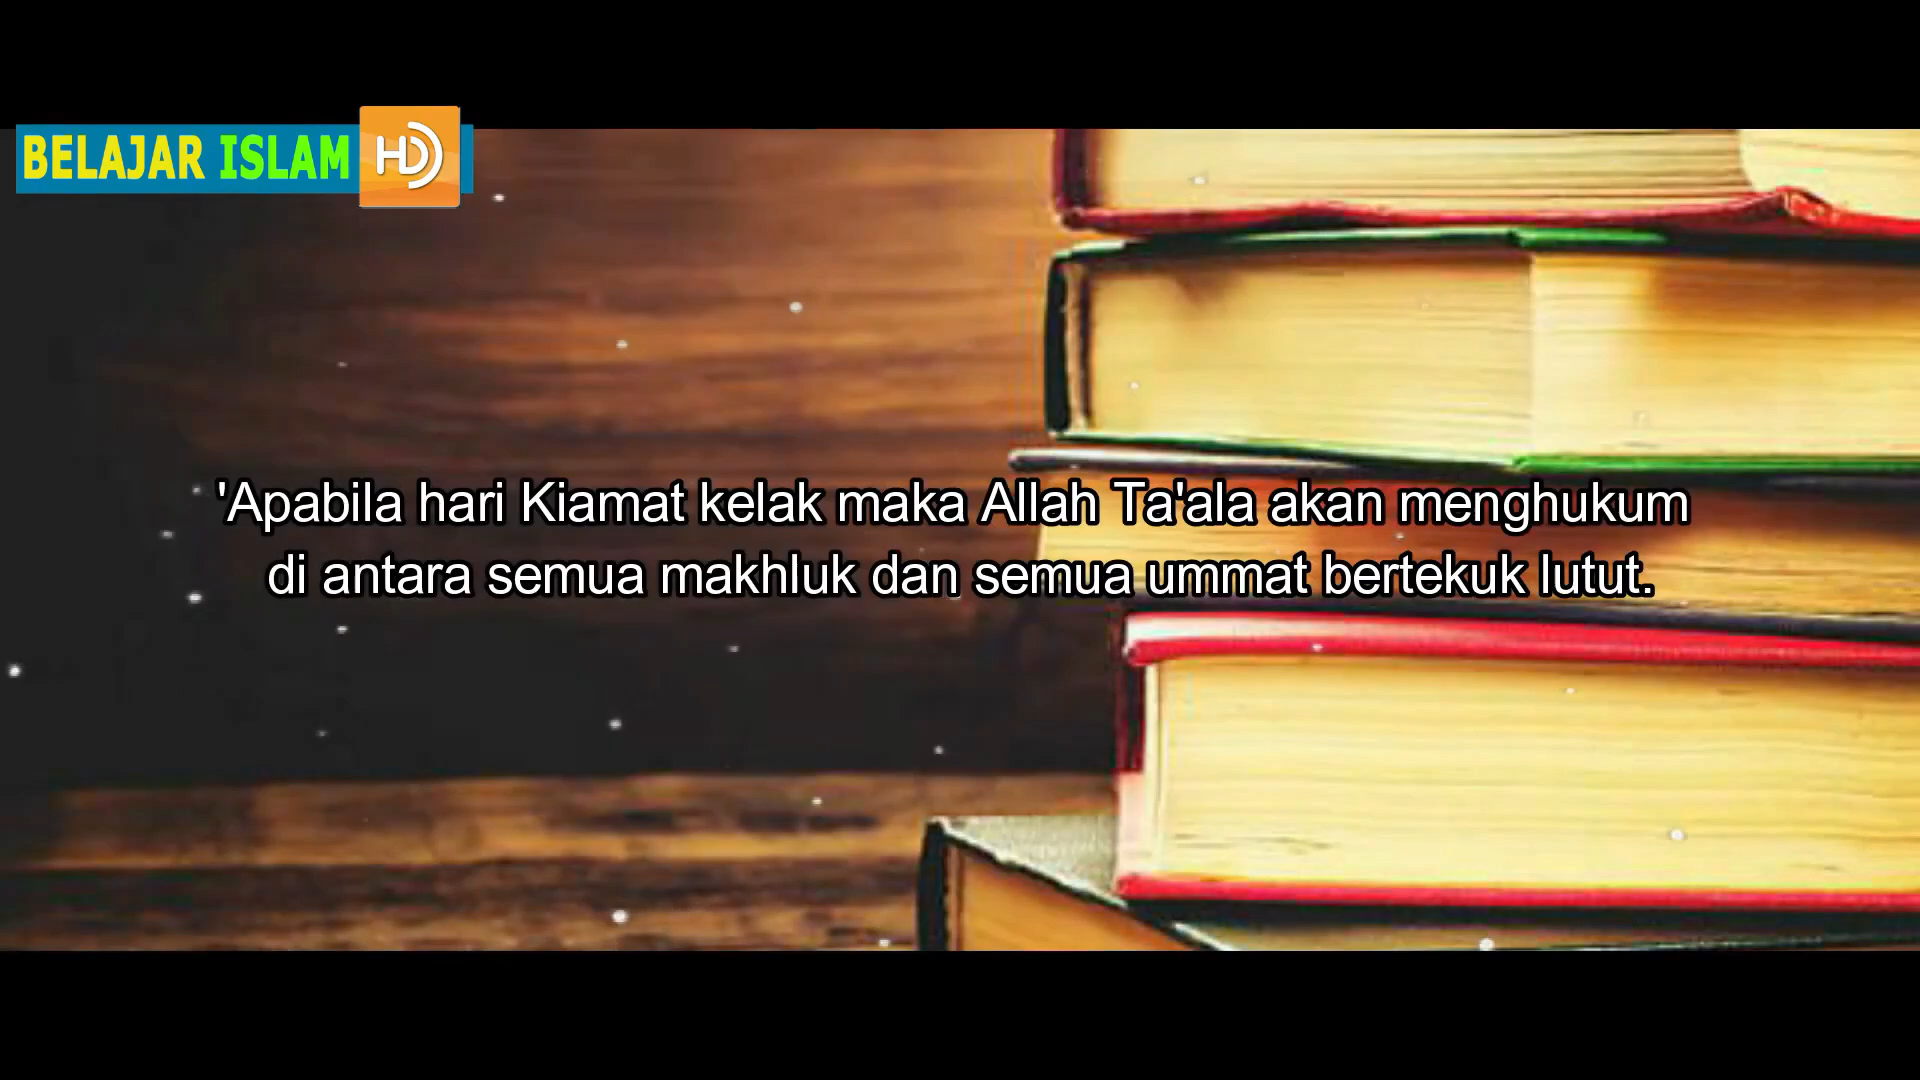 BELAJAR ISLAM HD
'Apabila hari Kiamat kelak maka Allah Ta'ala akan menghukum
di antara semua makhluk dan semua ummat bertekuk lutut.